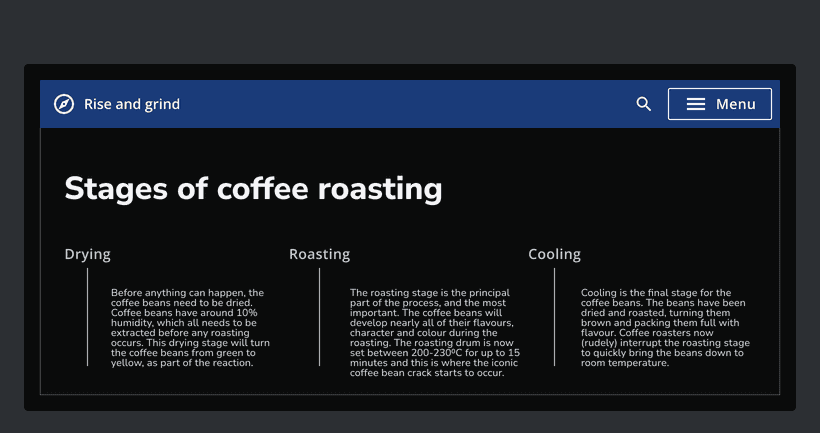 Rise and grind
Menu
Stages of coffee roasting
Drying
Before anything can happen, the
coffee beans need to be dried.
Coffee beans have around 10%
humidity, which all needs to be
extracted before any roasting
occurs. This drying stage will turn
the coffee beans from green to
yellow, as part of the reaction.
Roasting
The roasting stage is the principal
part of the process, and the most
important. The coffee beans will
develop nearly all of their flavours,
character and colour during the
roasting. The roasting drum is now
set between 200-230ºC for up to 15
minutes and this is where the iconic
coffee bean crack starts to occur.
Cooling
Cooling is the final stage for the
coffee beans. The beans have been
dried and roasted, turning them
brown and packing them full with
flavour. Coffee roasters now
(rudely) interrupt the roasting stage
to quickly bring the beans down to
room temperature.